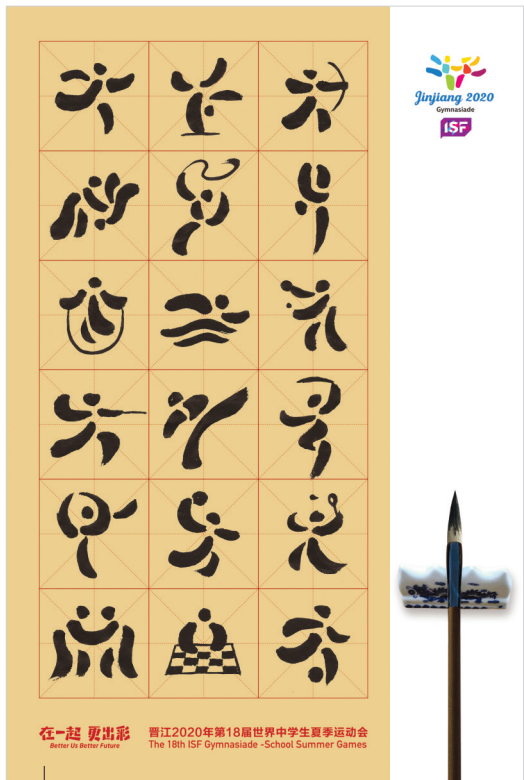 Jinjiang 2020
Gymnasiade
ISF
在一起 更出彩
Better Us Better Future
晋江2020年第18届世界中学生夏季运动会
The 18th ISF Gymnasiade -School Summer Games